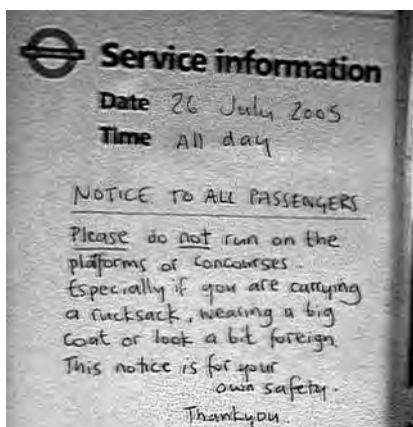 Service information
Date 26 July 2005
Time All day
NOTICE TO ALL PASSENGERS
Please do not run on the
platforms or concourses.
Especially if you are carrying
a rucksack, wearing a big
coat or look a bit foreign.
This notice is for your
own safety.
Thankyou.